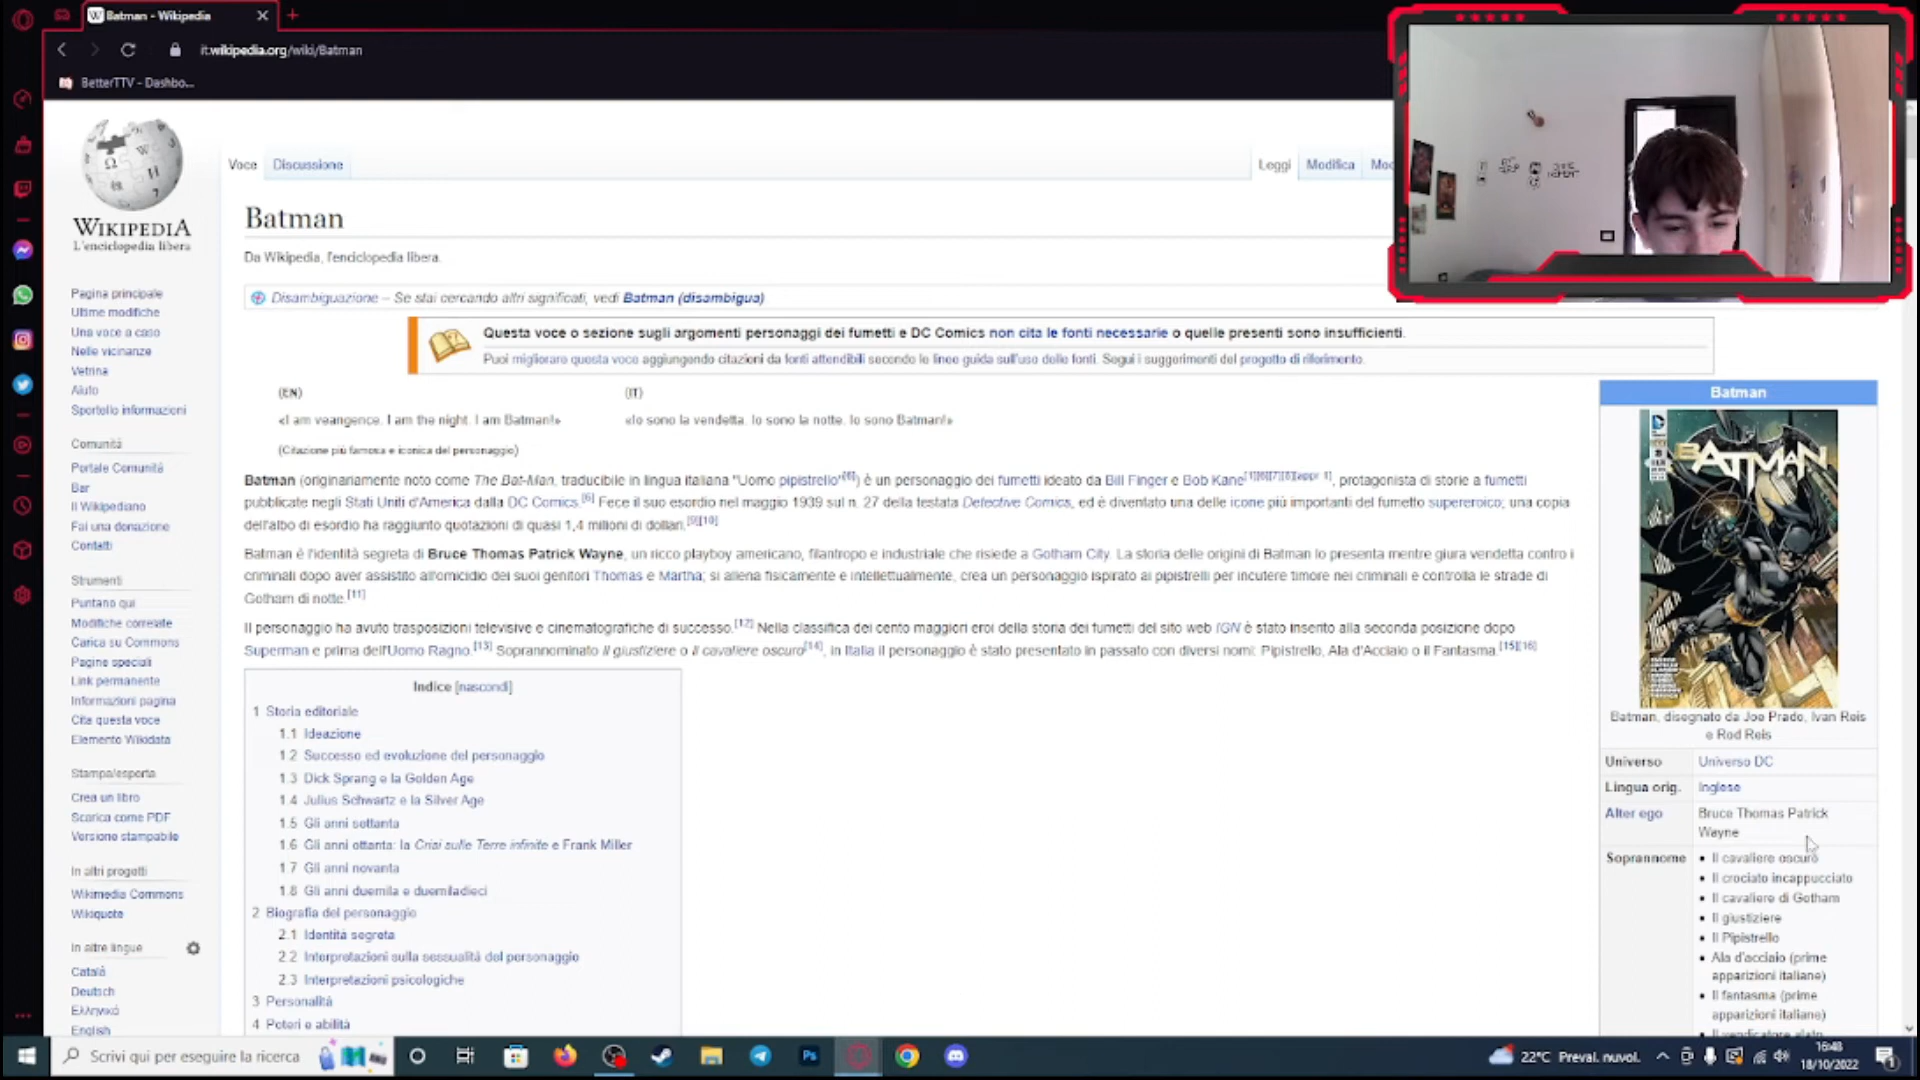 Batman - Wikipedia
it.wikipedia.org/wiki/Batman
BetterTTV - Dashbo...
WIKIPEDIA
L'enciclopedia libera
Pagina principale
Ultime modifiche
Una voce a caso
Nelle vicinanze
Vetrina
Aiuto
Sportello informazioni
Comunità
Portale Comunità
Bar
Il Wikipediano
Fai una donazione
Contatti
Strumenti
Puntano qui
Modifiche correlate
Carica su Commons
Pagine speciali
Link permanente
Informazioni pagina
Cita questa voce
Elemento Wikidata
Stampa/esporta
Crea un libro
Scarica come PDF
Versione stampabile
In altri progetti
Wikimedia Commons
Wikiquote
In altre lingue
Català
Deutsch
Ελληνικά
English
Voce Discussione
Leggi Modifica
Batman
Da Wikipedia, l'enciclopedia libera.
Disambiguazione – Se stai cercando altri significati, vedi Batman (disambigua)
Questa voce o sezione sugli argomenti personaggi dei fumetti e DC Comics non cita le fonti necessarie o quelle presenti sono insufficienti.
Puoi migliorare questa voce aggiungendo citazioni da fonti attendibili secondo le linee guida sull'uso delle fonti. Segui i suggerimenti del progetto di riferimento.
(EN) (IT)
«I am veangence. I am the night. I am Batman!» «Io sono la vendetta. Io sono la notte. Io sono Batman!»
(Citazione più famosa e iconica del personaggio)
Batman (originariamente noto come The Bat-Man, traducibile in lingua italiana "Uomo pipistrello"[6]) è un personaggio dei fumetti ideato da Bill Finger e Bob Kane[1][6][7][8][appr 1], protagonista di storie a fumetti
pubblicate negli Stati Uniti d'America dalla DC Comics.[6] Fece il suo esordio nel maggio 1939 sul n. 27 della testata Detective Comics, ed è diventato una delle icone più importanti del fumetto supereroico; una copia
dell'albo di esordio ha raggiunto quotazioni di quasi 1,4 milioni di dollari.[9][10]
Batman è l'identità segreta di Bruce Thomas Patrick Wayne, un ricco playboy americano, filantropo e industriale che risiede a Gotham City. La storia delle origini di Batman lo presenta mentre giura vendetta contro i
criminali dopo aver assistito all'omicidio dei suoi genitori Thomas e Martha; si allena fisicamente e intellettualmente, crea un personaggio ispirato ai pipistrelli per incutere timore nei criminali e controlla le strade di
Gotham di notte.[11]
Il personaggio ha avuto trasposizioni televisive e cinematografiche di successo.[12] Nella classifica dei cento maggiori eroi della storia dei fumetti del sito web IGN è stato inserito alla seconda posizione dopo
Superman e prima dell'Uomo Ragno.[13] Soprannominato Il giustiziere o il cavaliere oscuro[14], in Italia il personaggio è stato presentato in passato con diversi nomi: Pipistrello, Ala d'Acciaio o il Fantasma.[15][16]
Indice [nascondi]
1 Storia editoriale
1.1 Ideazione
1.2 Successo ed evoluzione del personaggio
1.3 Dick Sprang e la Golden Age
1.4 Julius Schwartz e la Silver Age
1.5 Gli anni settanta
1.6 Gli anni ottanta: la Crisi sulle Terre infinite e Frank Miller
1.7 Gli anni novanta
1.8 Gli anni duemila e duemiladieci
2 Biografia del personaggio
2.1 Identità segreta
2.2 Interpretazioni sulla sessualità del personaggio
2.3 Interpretazioni psicologiche
3 Personalità
4 Poteri e abilità
Batman
BATMAN
Batman, disegnato da Joe Prado, Ivan Reis
e Rod Reis
Universo Universo DC
Lingua orig. Inglese
Alter ego Bruce Thomas Patrick
Wayne
Soprannome • Il cavaliere oscuro
• Il crociato incappucciato
• Il cavaliere di Gotham
• Il giustiziere
• Il Pipistrello
• Ala d'acciaio (prime
apparizioni italiane)
• Il fantasma (prime
apparizioni italiane)
• Il vendicatore alato
Scrivi qui per eseguire la ricerca
Ps
22°C Preval. nuvol.
16:48
18/10/2022